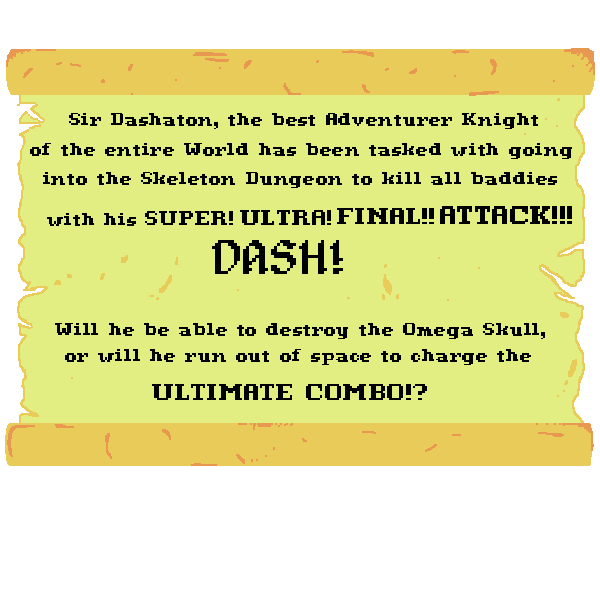 Sir Dashaton, the best Adventurer Knight
of the entire World has been tasked with going
into the Skeleton Dungeon to kill all baddies
with his SUPER! ULTRA! FINAL!! ATTACK!!!
DASH!
Will he be able to destroy the Omega Skull,
or will he run out of space to charge the
ULTIMATE COMBO!?